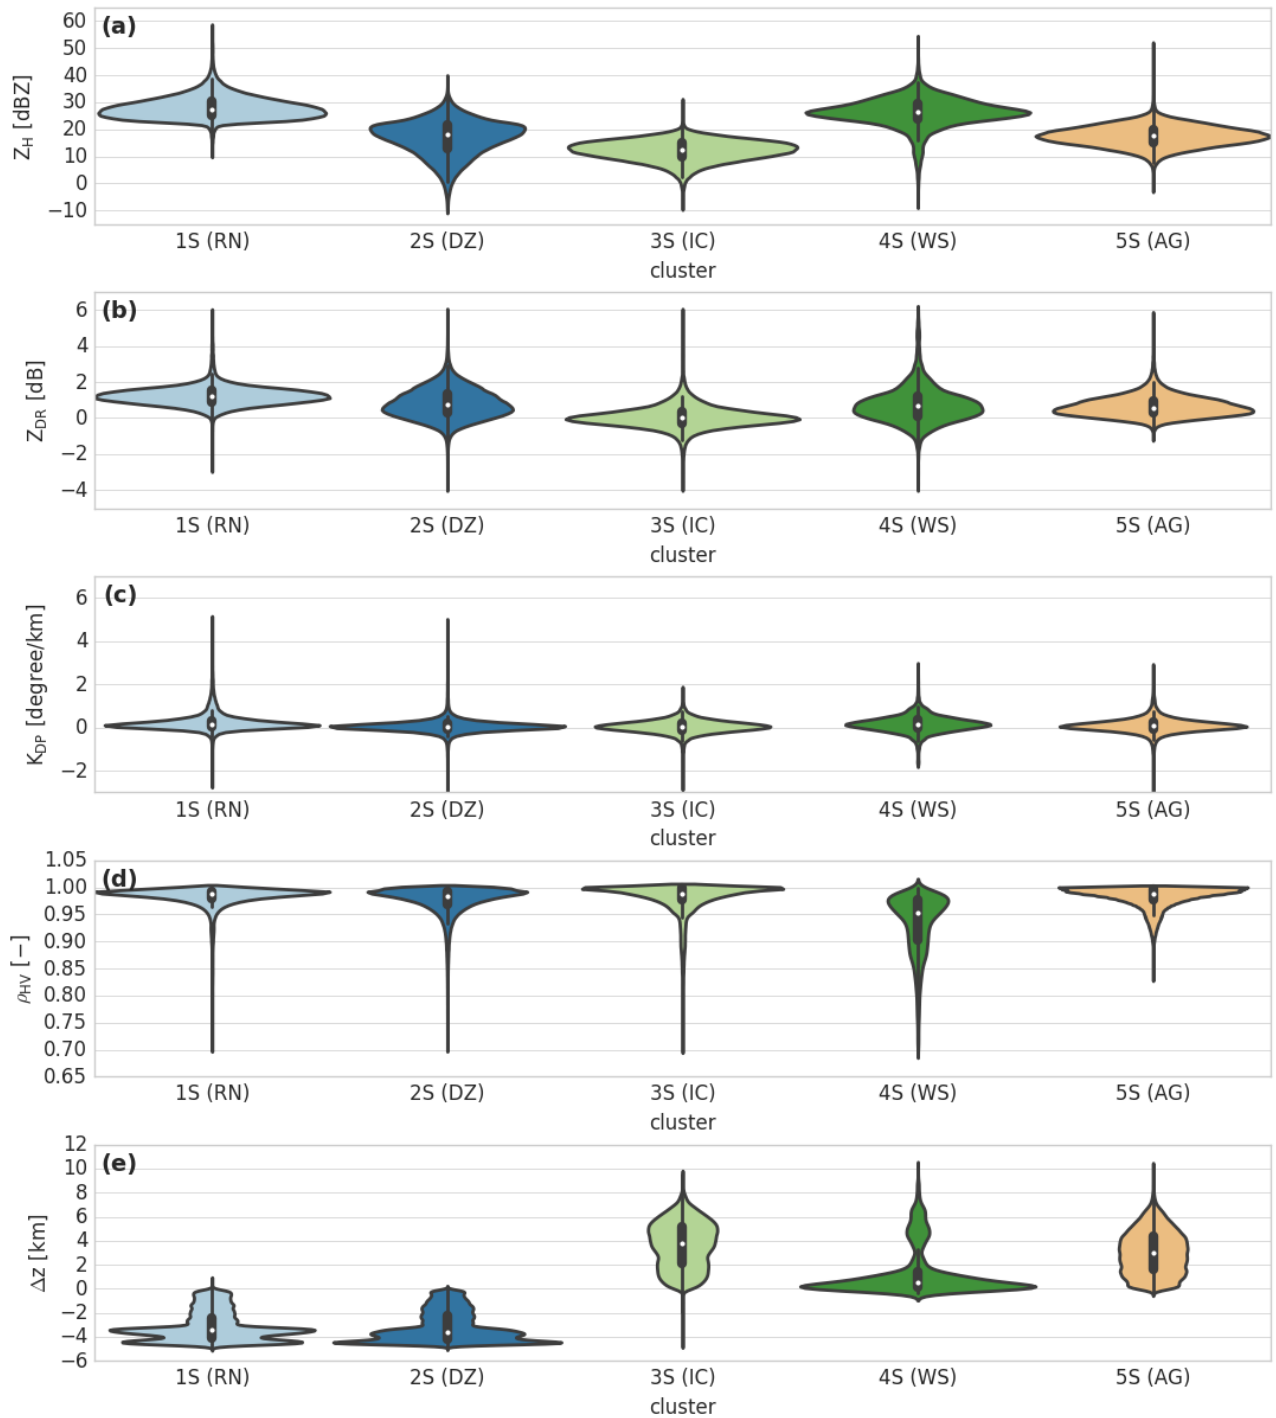 (a)
Z_H [dBZ]
60
50
40
30
20
10
0
−10
1S (RN) 2S (DZ) 3S (IC) 4S (WS) 5S (AG)
cluster
(b)
Z_DR [dB]
6
4
2
0
−2
−4
1S (RN) 2S (DZ) 3S (IC) 4S (WS) 5S (AG)
cluster
(c)
K_DP [degree/km]
6
4
2
0
−2
1S (RN) 2S (DZ) 3S (IC) 4S (WS) 5S (AG)
cluster
(d)
ρ_HV [−]
1.05
1.00
0.95
0.90
0.85
0.80
0.75
0.70
0.65
1S (RN) 2S (DZ) 3S (IC) 4S (WS) 5S (AG)
cluster
(e)
Δz [km]
12
10
8
6
4
2
0
−2
−4
−6
1S (RN) 2S (DZ) 3S (IC) 4S (WS) 5S (AG)
cluster